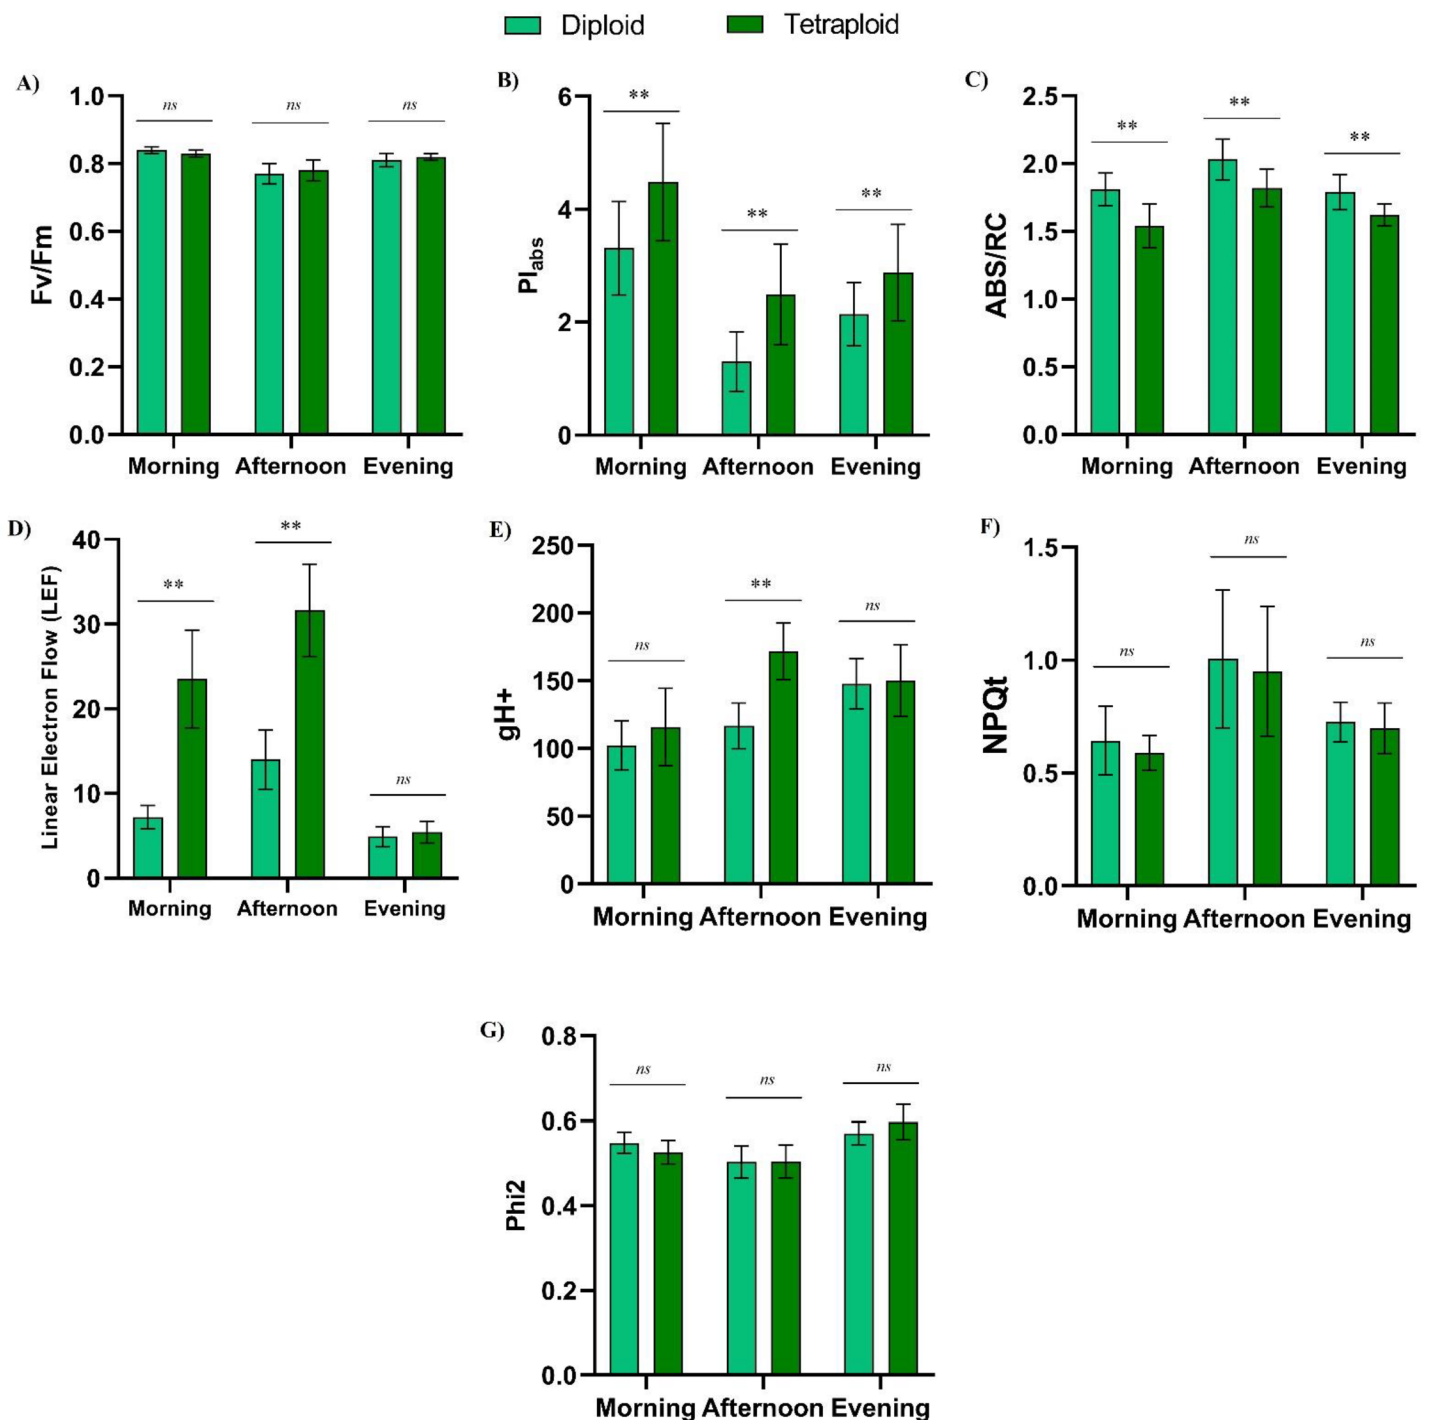 Diploid Tetraploid
A)
1.0
0.8
0.6
0.4
0.2
0.0
Fv/Fm
ns ns ns
Morning Afternoon Evening
B)
6
4
2
0
PIabs
** ** **
Morning Afternoon Evening
C)
2.5
2.0
1.5
1.0
0.5
0.0
ABS/RC
** ** **
Morning Afternoon Evening
D)
40
30
20
10
0
Linear Electron Flow (LEF)
** ** ns
Morning Afternoon Evening
E)
250
200
150
100
50
0
gH+
ns ** ns
Morning Afternoon Evening
F)
1.5
1.0
0.5
0.0
NPQt
ns ns ns
Morning Afternoon Evening
G)
0.8
0.6
0.4
0.2
0.0
Phi2
ns ns ns
Morning Afternoon Evening